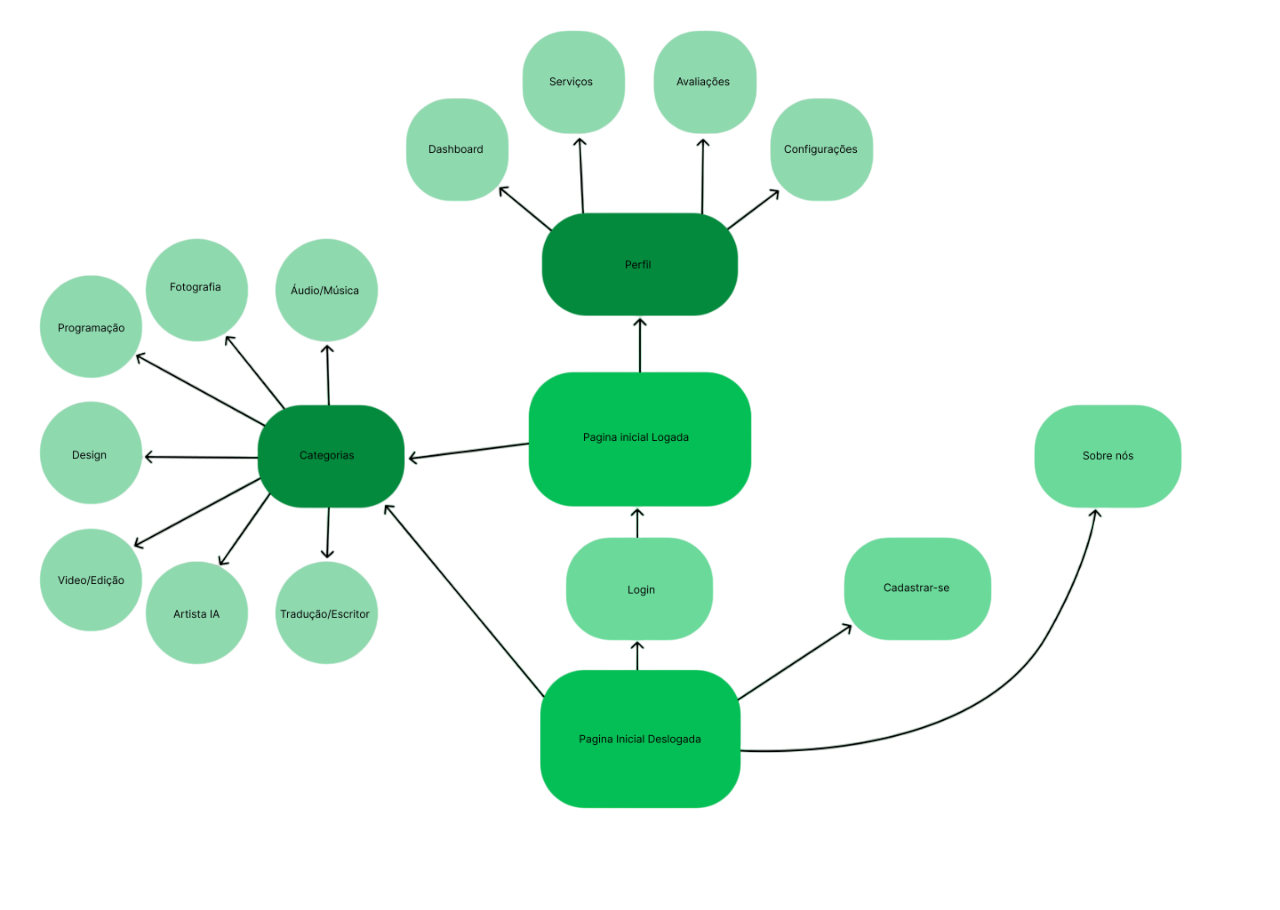 Serviços
Avaliações
Dashboard
Configurações
Perfil
Fotografia
Áudio/Música
Programação
Pagina inicial Logada
Design
Categorias
Sobre nós
Video/Edição
Artista IA
Tradução/Escritor
Login
Cadastrar-se
Pagina Inicial Deslogada